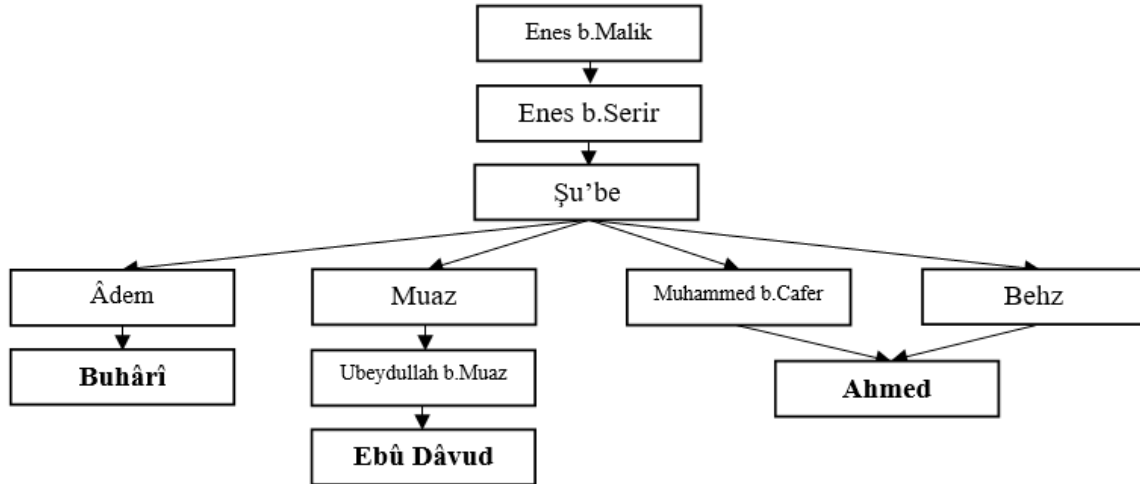 Enes b.Malik
Enes b.Serir
Şu’be
Âdem
Muaz
Muhammed b.Cafer
Behz
Buhârî
Ubeydullah b.Muaz
Ahmed
Ebû Dâvud